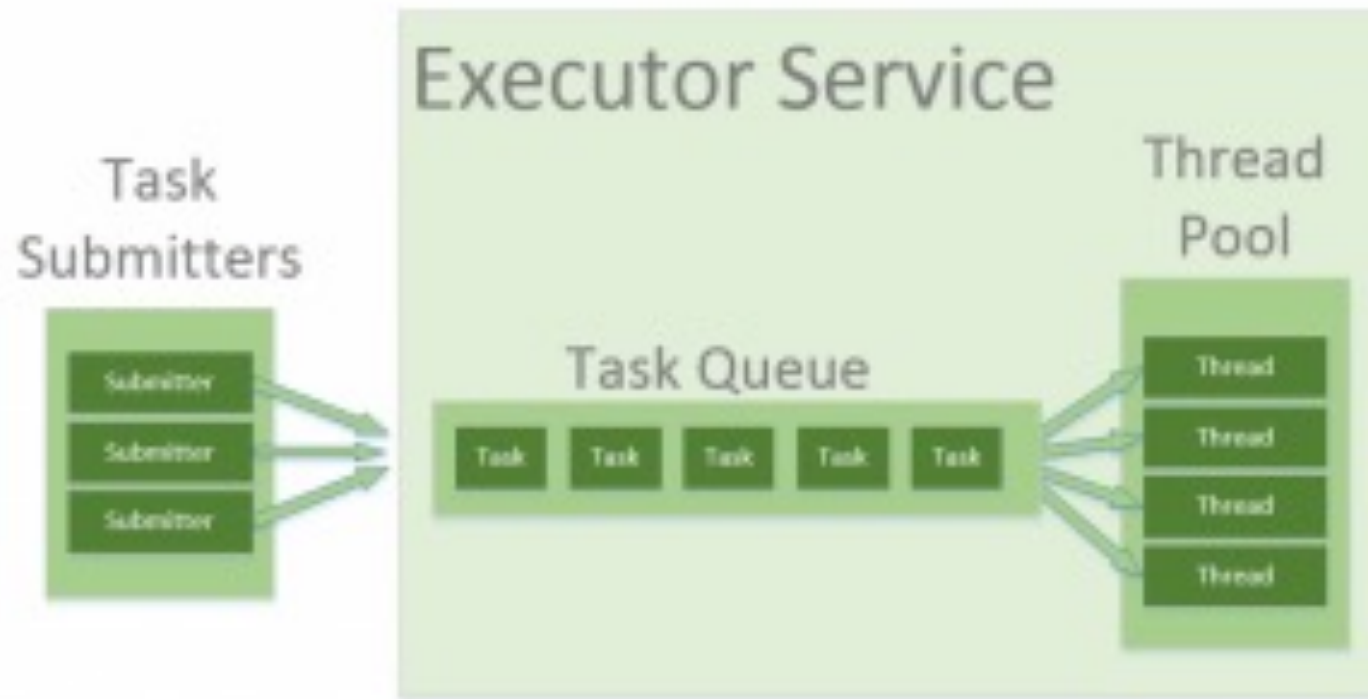 Executor Service
Task
Submitters
Submitter
Submitter
Submitter
Task Queue
Task Task Task Task Task
Thread
Pool
Thread
Thread
Thread
Thread